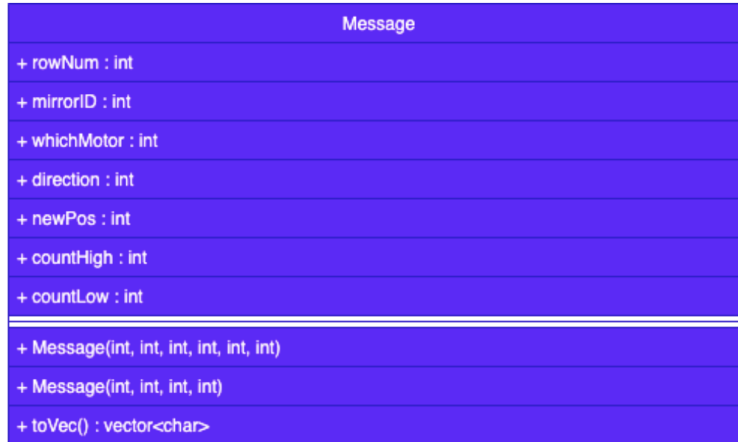 Message
+ rowNum : int
+ mirrorID : int
+ whichMotor : int
+ direction : int
+ newPos : int
+ countHigh : int
+ countLow : int
+ Message(int, int, int, int, int, int)
+ Message(int, int, int, int)
+ toVec() : vector<char>